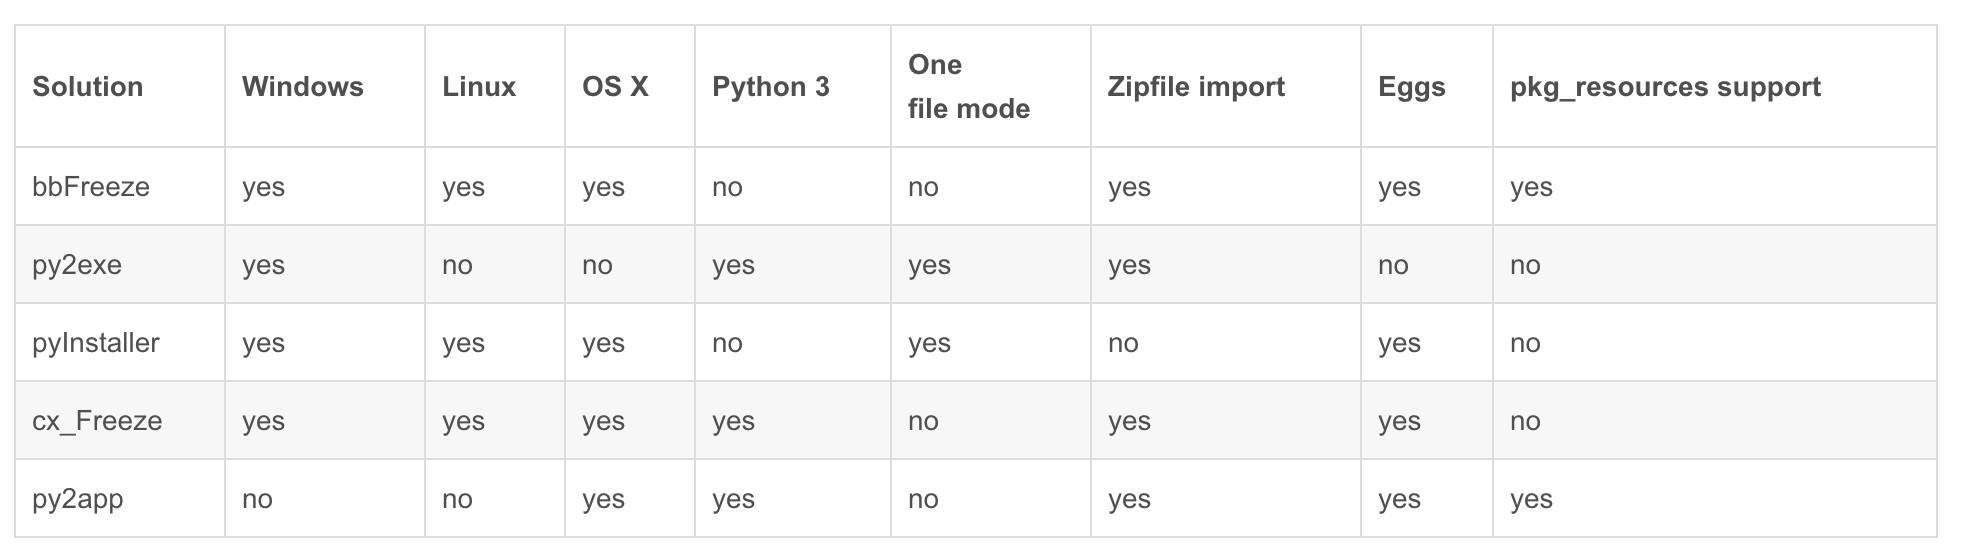 Solution Windows Linux OS X Python 3 One file mode Zipfile import Eggs pkg_resources support
bbFreeze yes yes yes no no yes yes yes
py2exe yes no no yes yes yes no no
pyInstaller yes yes yes no yes no yes no
cx_Freeze yes yes yes yes no yes yes no
py2app no no yes yes no yes yes yes